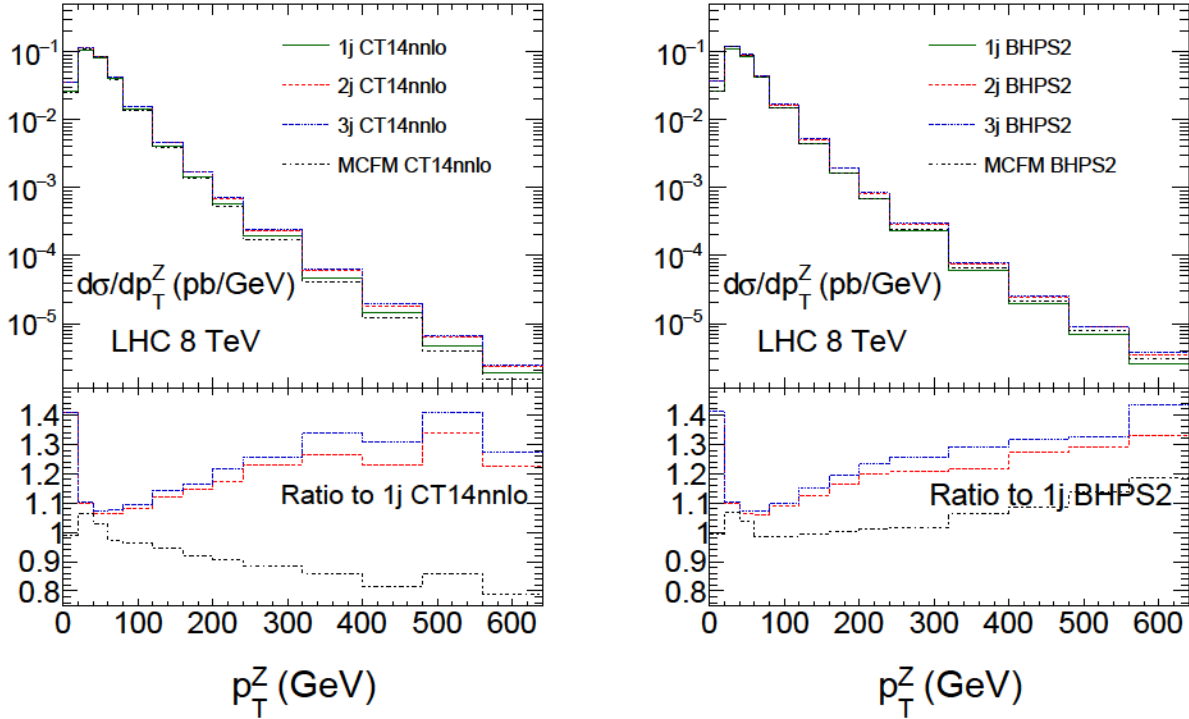 10⁻¹
10⁻²
10⁻³
10⁻⁴
10⁻⁵
1j CT14nnlo
2j CT14nnlo
3j CT14nnlo
MCFM CT14nnlo
dσ/dp_T^Z (pb/GeV)
LHC 8 TeV
1.4
1.3
1.2
1.1
1
0.9
0.8
Ratio to 1j CT14nnlo
0 100 200 300 400 500 600
p_T^Z (GeV)
10⁻¹
10⁻²
10⁻³
10⁻⁴
10⁻⁵
1j BHPS2
2j BHPS2
3j BHPS2
MCFM BHPS2
dσ/dp_T^Z (pb/GeV)
LHC 8 TeV
1.4
1.3
1.2
1.1
1
0.9
0.8
Ratio to 1j BHPS2
0 100 200 300 400 500 600
p_T^Z (GeV)